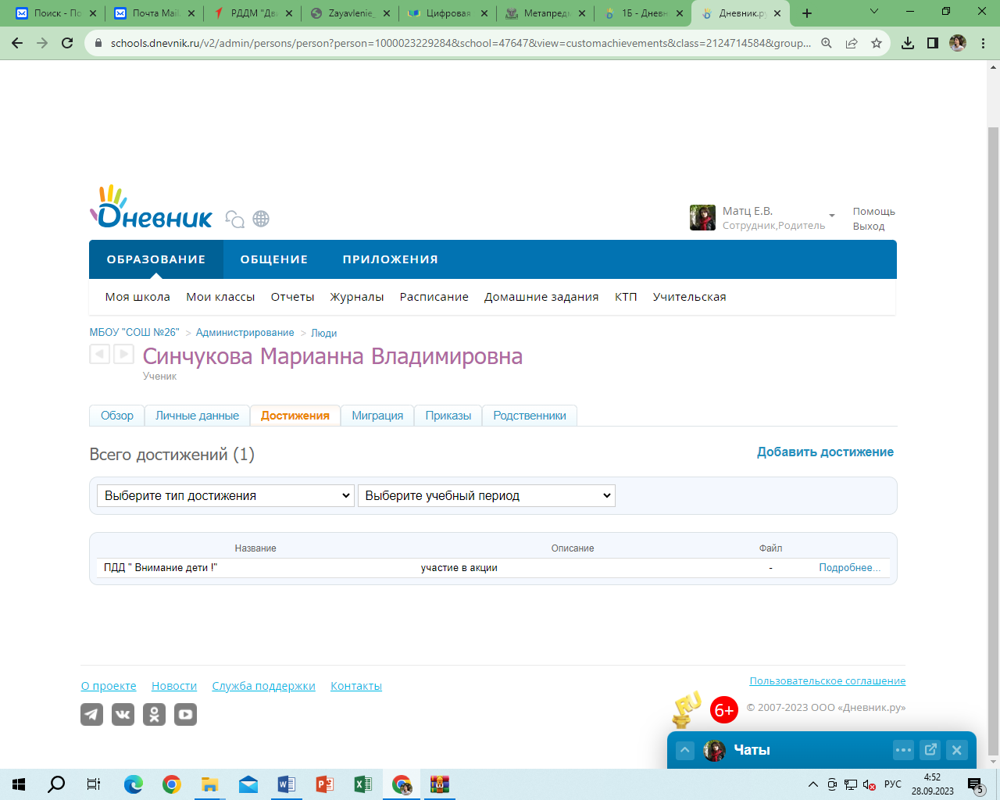 Поиск - По
Почта Mail.
РДДМ "Дви
Zayavlenie_
Цифровая
Метапредм
1Б - Дневн
Дневник.ру
schools.dnevnik.ru/v2/admin/persons/person?person=1000023229284&school=47647&view=customachievements&class=2124714584&group...
Дневник
Матц Е.В.
Сотрудник,Родитель
Помощь
Выход
ОБРАЗОВАНИЕ ОБЩЕНИЕ ПРИЛОЖЕНИЯ
Моя школа Мои классы Отчеты Журналы Расписание Домашние задания КТП Учительская
МБОУ "СОШ №26" > Администрирование > Люди
Синчукова Марианна Владимировна
Ученик
Обзор Личные данные Достижения Миграция Приказы Родственники
Всего достижений (1)
Добавить достижение
Выберите тип достижения Выберите учебный период
Название Описание Файл
ПДД " Внимание дети !" участие в акции - Подробнее...
О проекте Новости Служба поддержки Контакты
Пользовательское соглашение
RU 6+ © 2007-2023 ООО «Дневник.ру»
Чаты
РУС
4:52
28.09.2023
5